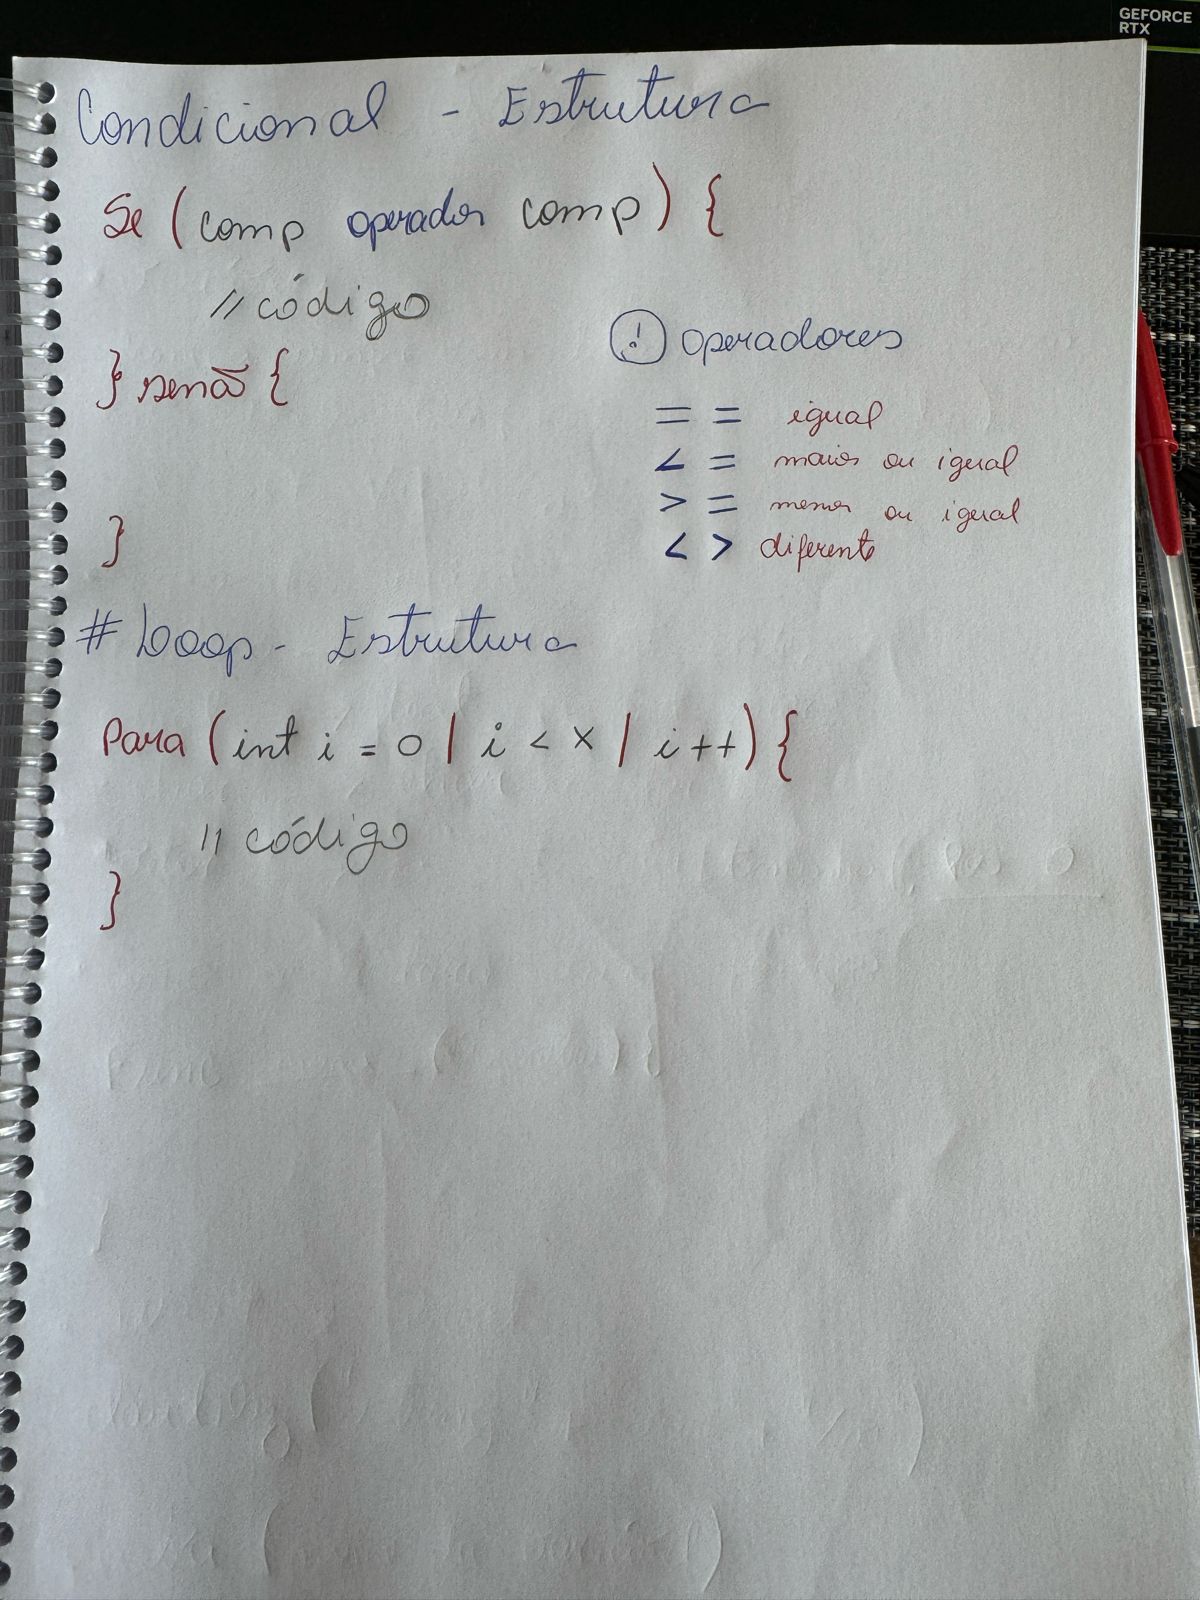 GEFORCE
RTX
Condicional - Estrutura
Se (comp operador comp) {
// código
} senão {
}
! operadores
== igual
<= maior ou igual
>= menor ou igual
<> diferente
# Loop - Estrutura
Para (int i = 0 | i < x | i++) {
// código
}